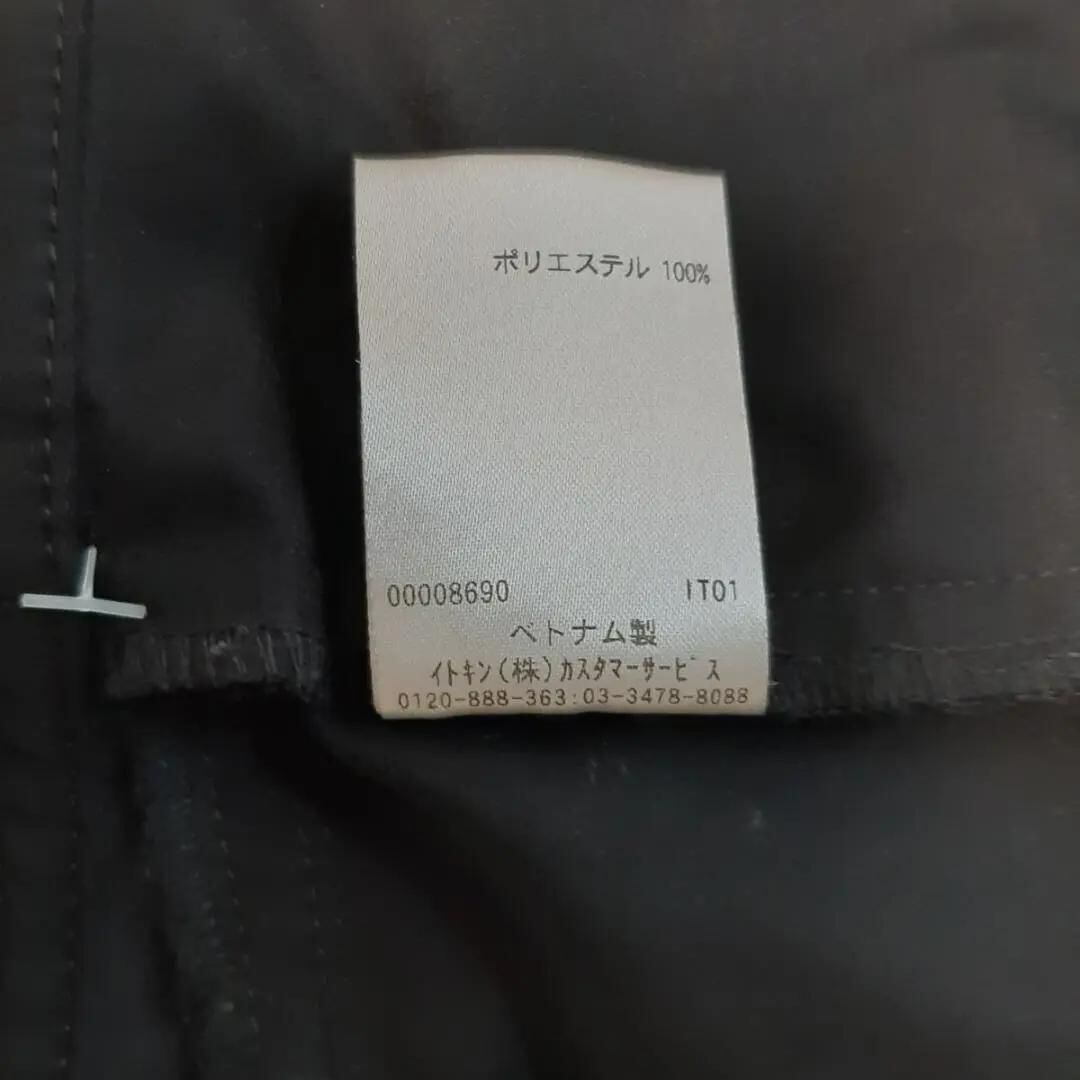 ポリエステル 100%
00008690 IT01
ベトナム製
イトキン(株)カスタマーサービス
0120-888-363:03-3478-8088